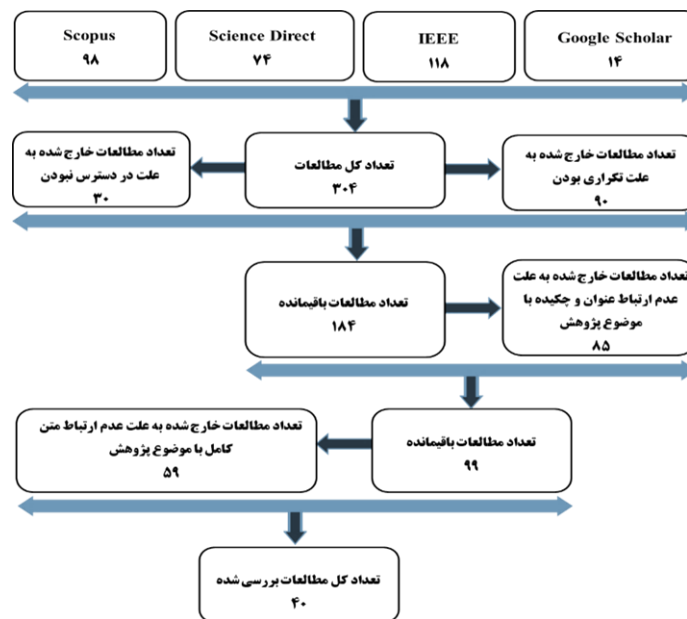 Scopus
۹۸
Science Direct
۷۴
IEEE
۱۱۸
Google Scholar
۱۴
تعداد مطالعات خارج شده به
علت تکراری بودن
۹۰
تعداد کل مطالعات
۳۰۴
تعداد مطالعات خارج شده به
علت در دسترس نبودن
۳۰
تعداد مطالعات خارج شده به علت
عدم ارتباط عنوان و چکیده با
موضوع پژوهش
۸۵
تعداد مطالعات باقیمانده
۱۸۴
تعداد مطالعات باقیمانده
۹۹
تعداد مطالعات خارج شده به علت عدم ارتباط متن
کامل با موضوع پژوهش
۵۹
تعداد کل مطالعات بررسی شده
۴۰